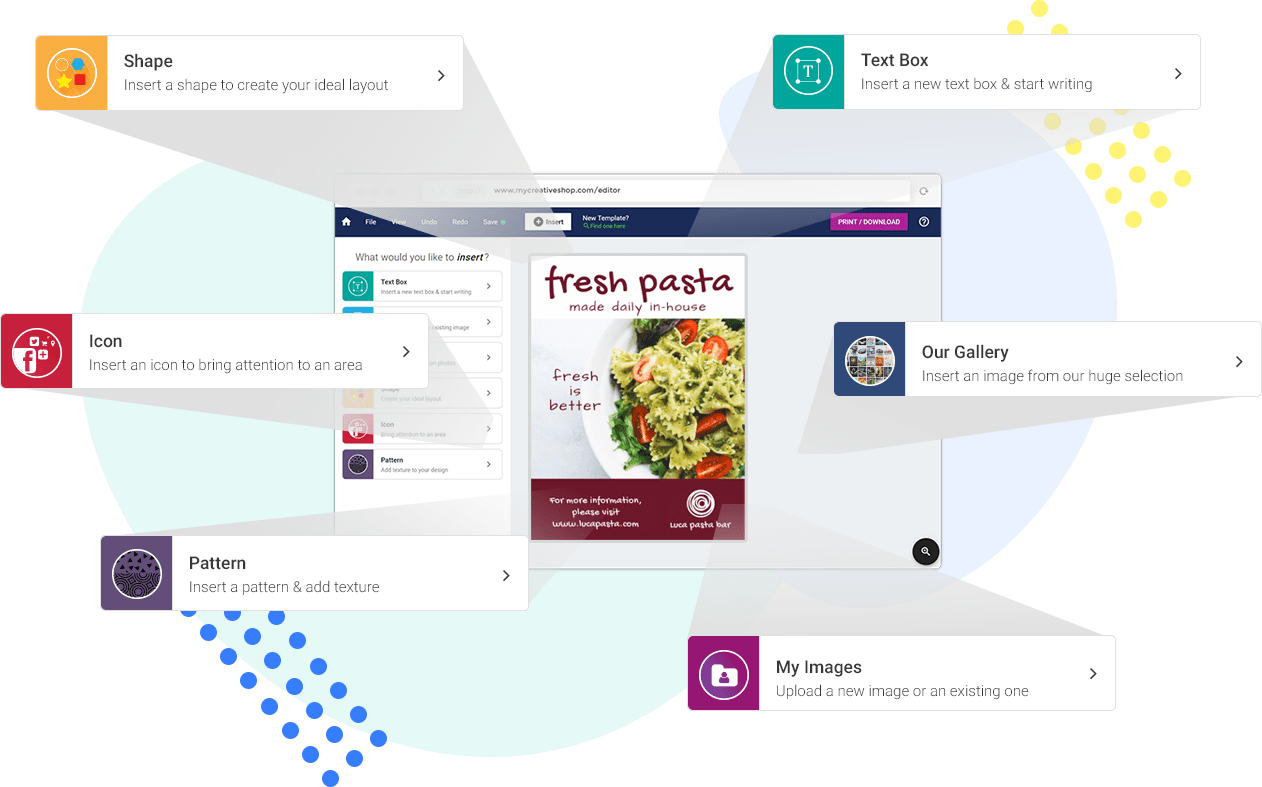 Shape
Insert a shape to create your ideal layout
Text Box
Insert a new text box & start writing
www.mycreativeshop.com/editor
File
View
Undo
Redo
Save
Insert
New Template?
Find one here
PRINT / DOWNLOAD
What would you like to insert?
Text Box
Insert a new text box & start writing
existing image
photos
Create your ideal layout
Icon
Bring attention to an area
Pattern
Add texture to your design
fresh pasta
made daily in-house
fresh
is
better
For more information,
please visit
www.lucapasta.com
luca pasta bar
Icon
Insert an icon to bring attention to an area
Our Gallery
Insert an image from our huge selection
Pattern
Insert a pattern & add texture
My Images
Upload a new image or an existing one